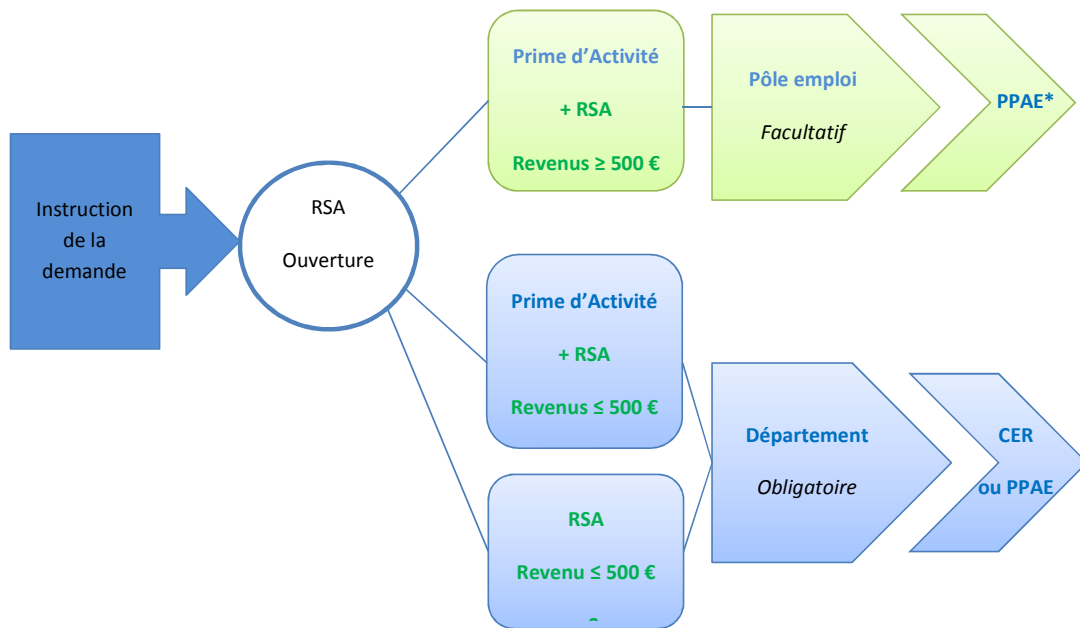 Instruction
de la
demande
RSA
Ouverture
Prime d’Activité
+ RSA
Revenus ≥ 500 €
Pôle emploi
Facultatif
PPAE*
Prime d’Activité
+ RSA
Revenus ≤ 500 €
RSA
Revenu ≤ 500 €
Département
Obligatoire
CER
ou PPAE